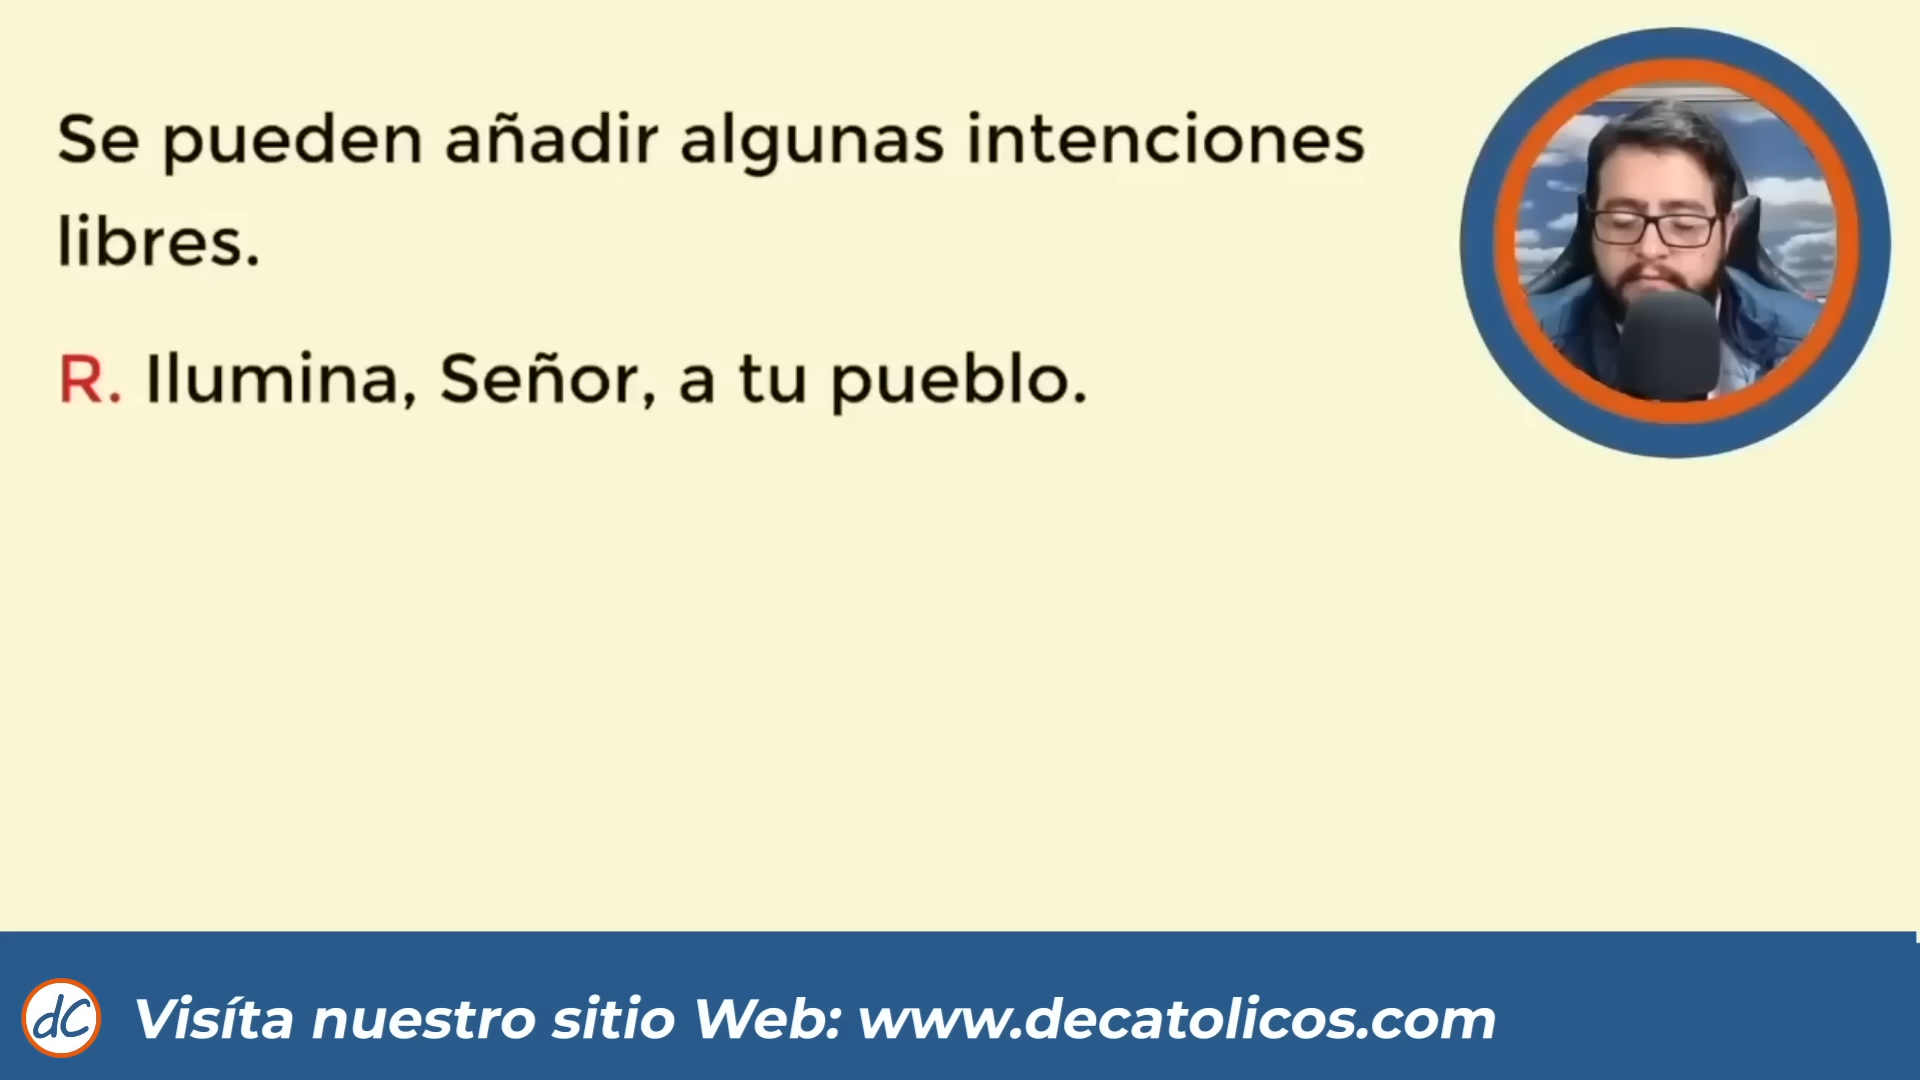 Se pueden añadir algunas intenciones
libres.
R. Ilumina, Señor, a tu pueblo.
dC Visíta nuestro sitio Web: www.decatolicos.com